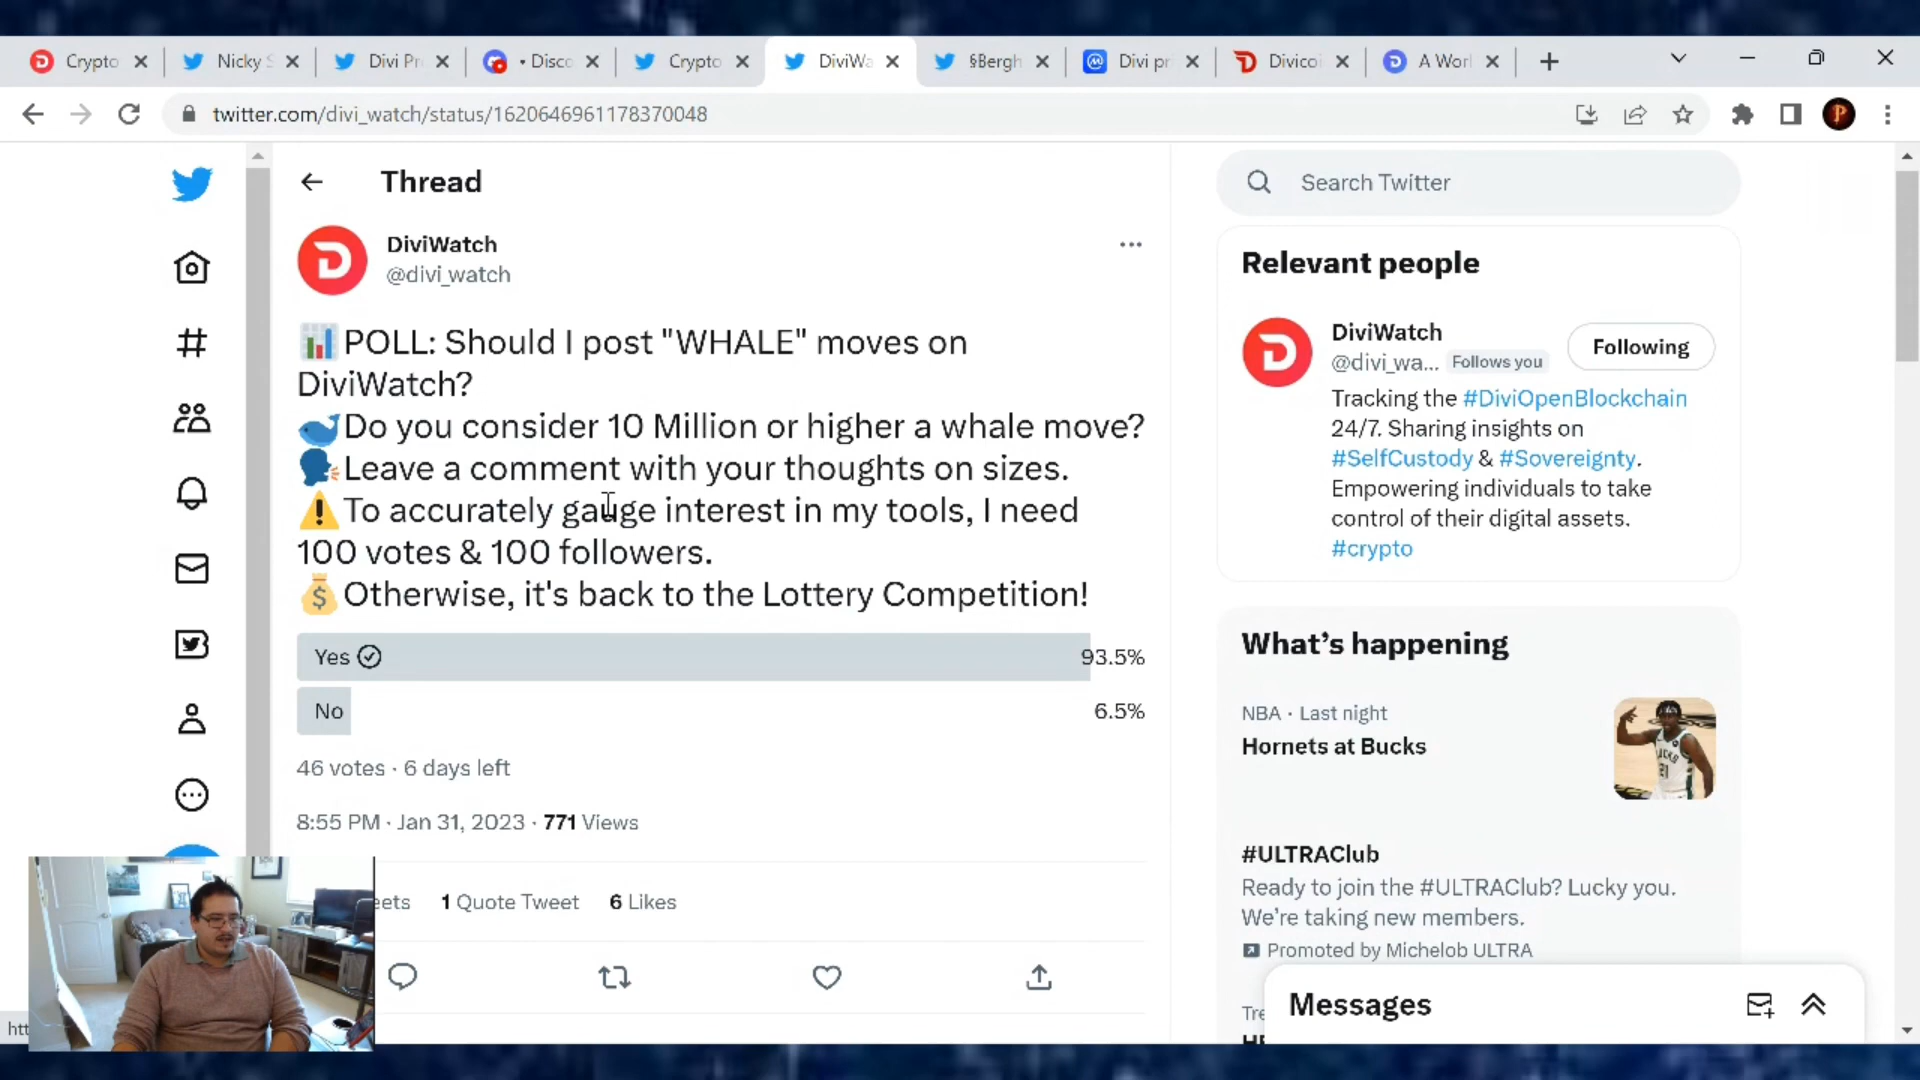 Crypto
Nicky S
Divi Pr
• Disco
Crypto
DiviWa
§Bergh
Divi pri
Divicoi
A Worl
twitter.com/divi_watch/status/1620646961178370048
Thread
DiviWatch
@divi_watch
POLL: Should I post "WHALE" moves on
DiviWatch?
Do you consider 10 Million or higher a whale move?
Leave a comment with your thoughts on sizes.
To accurately gauge interest in my tools, I need
100 votes & 100 followers.
Otherwise, it's back to the Lottery Competition!
Yes 93.5%
No 6.5%
46 votes · 6 days left
8:55 PM · Jan 31, 2023 · 771 Views
eets 1 Quote Tweet 6 Likes
Search Twitter
Relevant people
DiviWatch
@divi_wa... Follows you
Following
Tracking the #DiviOpenBlockchain
24/7. Sharing insights on
#SelfCustody & #Sovereignty.
Empowering individuals to take
control of their digital assets.
#crypto
What's happening
NBA · Last night
Hornets at Bucks
#ULTRAClub
Ready to join the #ULTRAClub? Lucky you.
We're taking new members.
Promoted by Michelob ULTRA
Tre
Messages
htt